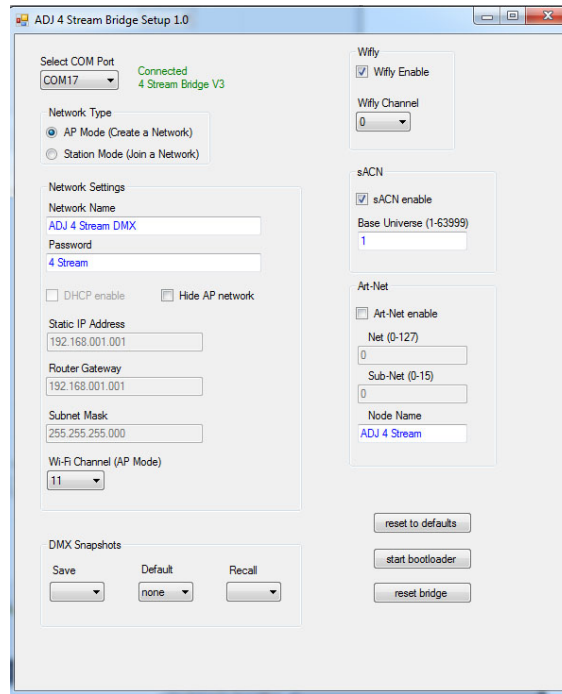 ADJ 4 Stream Bridge Setup 1.0
Select COM Port
COM17
Connected
4 Stream Bridge V3
Network Type
AP Mode (Create a Network)
Station Mode (Join a Network)
Network Settings
Network Name
ADJ 4 Stream DMX
Password
4 Stream
DHCP enable
Hide AP network
Static IP Address
192.168.001.001
Router Gateway
192.168.001.001
Subnet Mask
255.255.255.000
Wi-Fi Channel (AP Mode)
11
DMX Snapshots
Save
Default
Recall
none
Wifly
Wifly Enable
Wifly Channel
0
sACN
sACN enable
Base Universe (1-63999)
1
Art-Net
Art-Net enable
Net (0-127)
0
Sub-Net (0-15)
0
Node Name
ADJ 4 Stream
reset to defaults
start bootloader
reset bridge